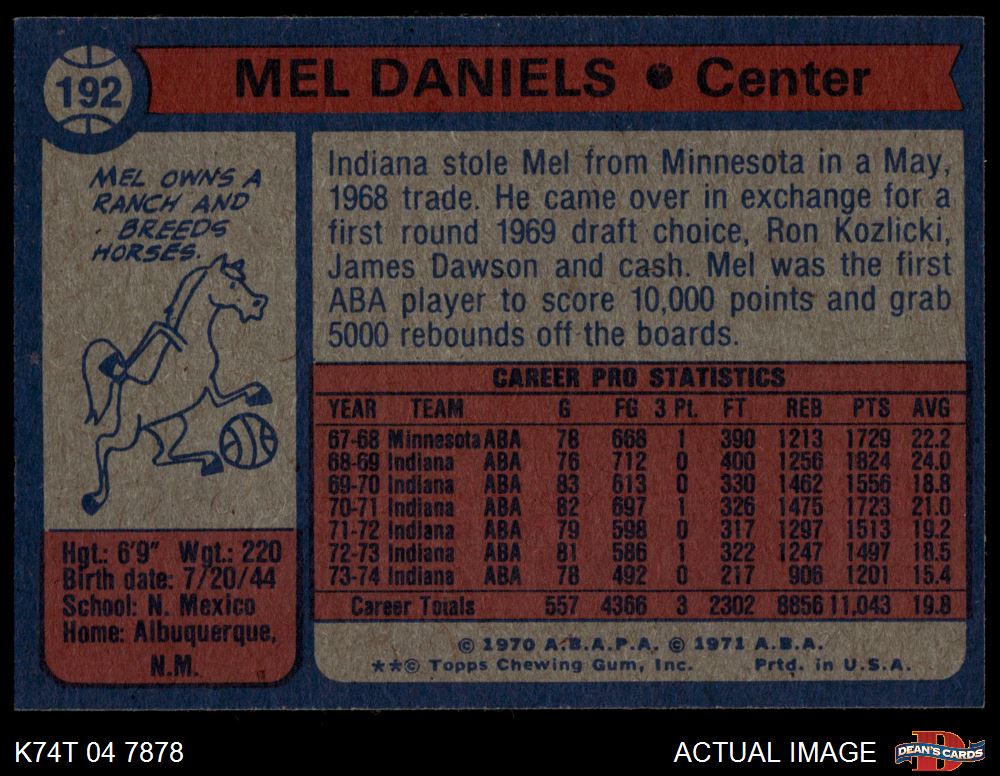 192
MEL DANIELS • Center
MEL OWNS A
RANCH AND
BREEDS
HORSES.
Indiana stole Mel from Minnesota in a May,
1968 trade. He came over in exchange for a
first round 1969 draft choice, Ron Kozlicki,
James Dawson and cash. Mel was the first
ABA player to score 10,000 points and grab
5000 rebounds off the boards.
CAREER PRO STATISTICS
YEAR TEAM G FG 3 Pt. FT REB PTS AVG
67-68 Minnesota ABA 78 668 1 390 1213 1729 22.2
68-69 Indiana ABA 76 712 0 400 1256 1824 24.0
69-70 Indiana ABA 83 613 0 330 1462 1556 18.8
70-71 Indiana ABA 82 697 1 326 1475 1723 21.0
71-72 Indiana ABA 79 598 0 317 1297 1513 19.2
72-73 Indiana ABA 81 586 1 322 1247 1497 18.5
73-74 Indiana ABA 78 492 0 217 906 1201 15.4
Career Totals 557 4366 3 2302 8856 11,043 19.8
Hgt.: 6'9" Wgt.: 220
Birth date: 7/20/44
School: N. Mexico
Home: Albuquerque,
N.M.
© 1970 A.B.A.P.A. © 1971 A.B.A.
**© Topps Chewing Gum, Inc. Prtd. in U.S.A.
K74T 04 7878
ACTUAL IMAGE
DEAN'S CARDS